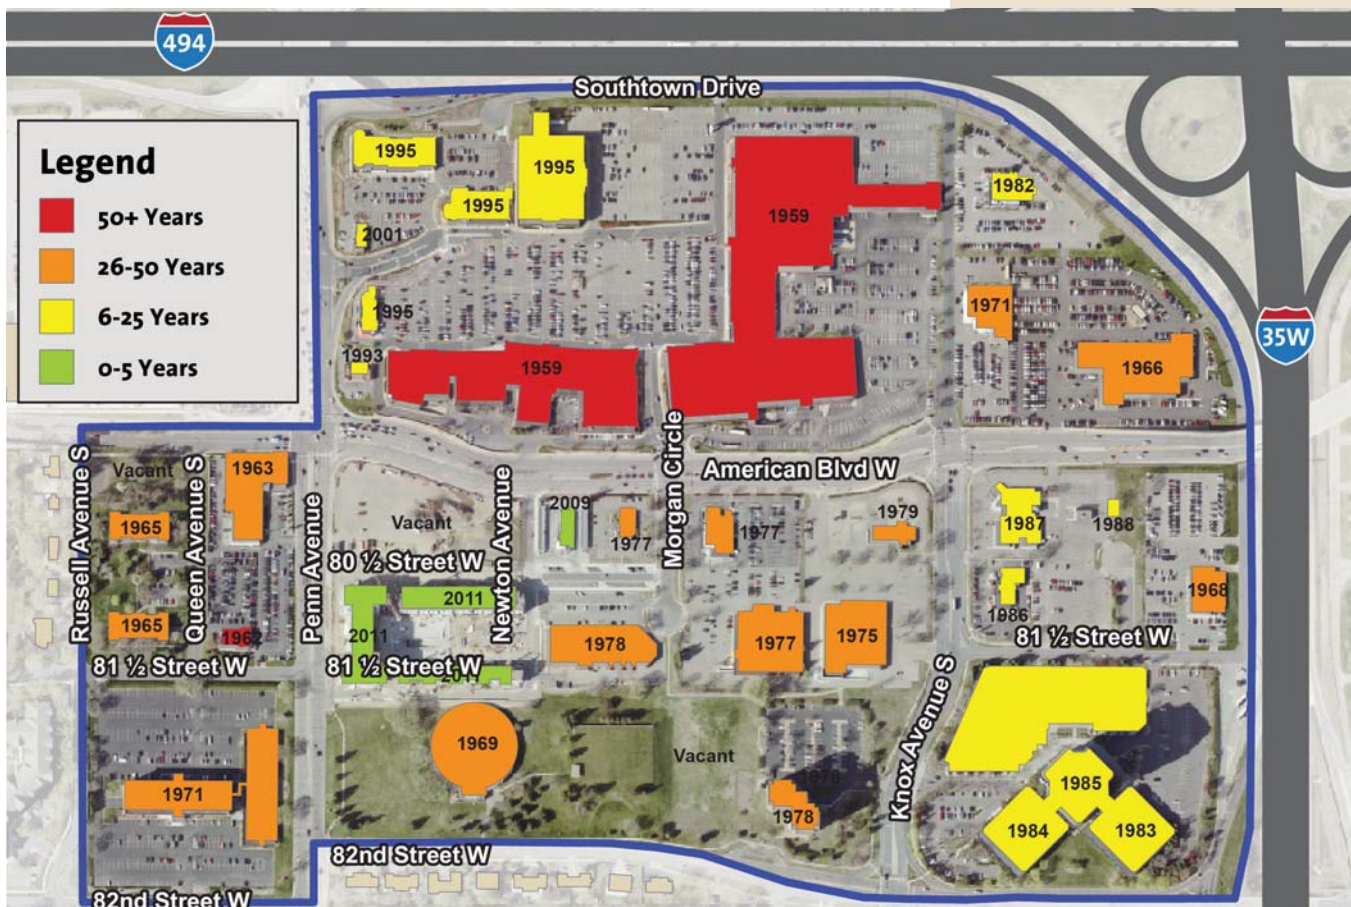 494
Southtown Drive
Legend
50+ Years
26-50 Years
6-25 Years
0-5 Years
1995
1995
1995
2001
1995
1993
1959
1959
1982
1971
1966
35W
American Blvd W
Morgan Circle
Russell Avenue S
Vacant
Queen Avenue S
1963
1965
1965
1962
Penn Avenue
Vacant
Newton Avenue
80 ½ Street W
2009
1977
1977
1979
1987
1988
1986
1968
81 ½ Street W
2011
2011
2011
81 ½ Street W
81 ½ Street W
1978
1977
1975
Knox Avenue S
1971
1969
Vacant
1978
1978
1985
1984
1983
82nd Street W
82nd Street W